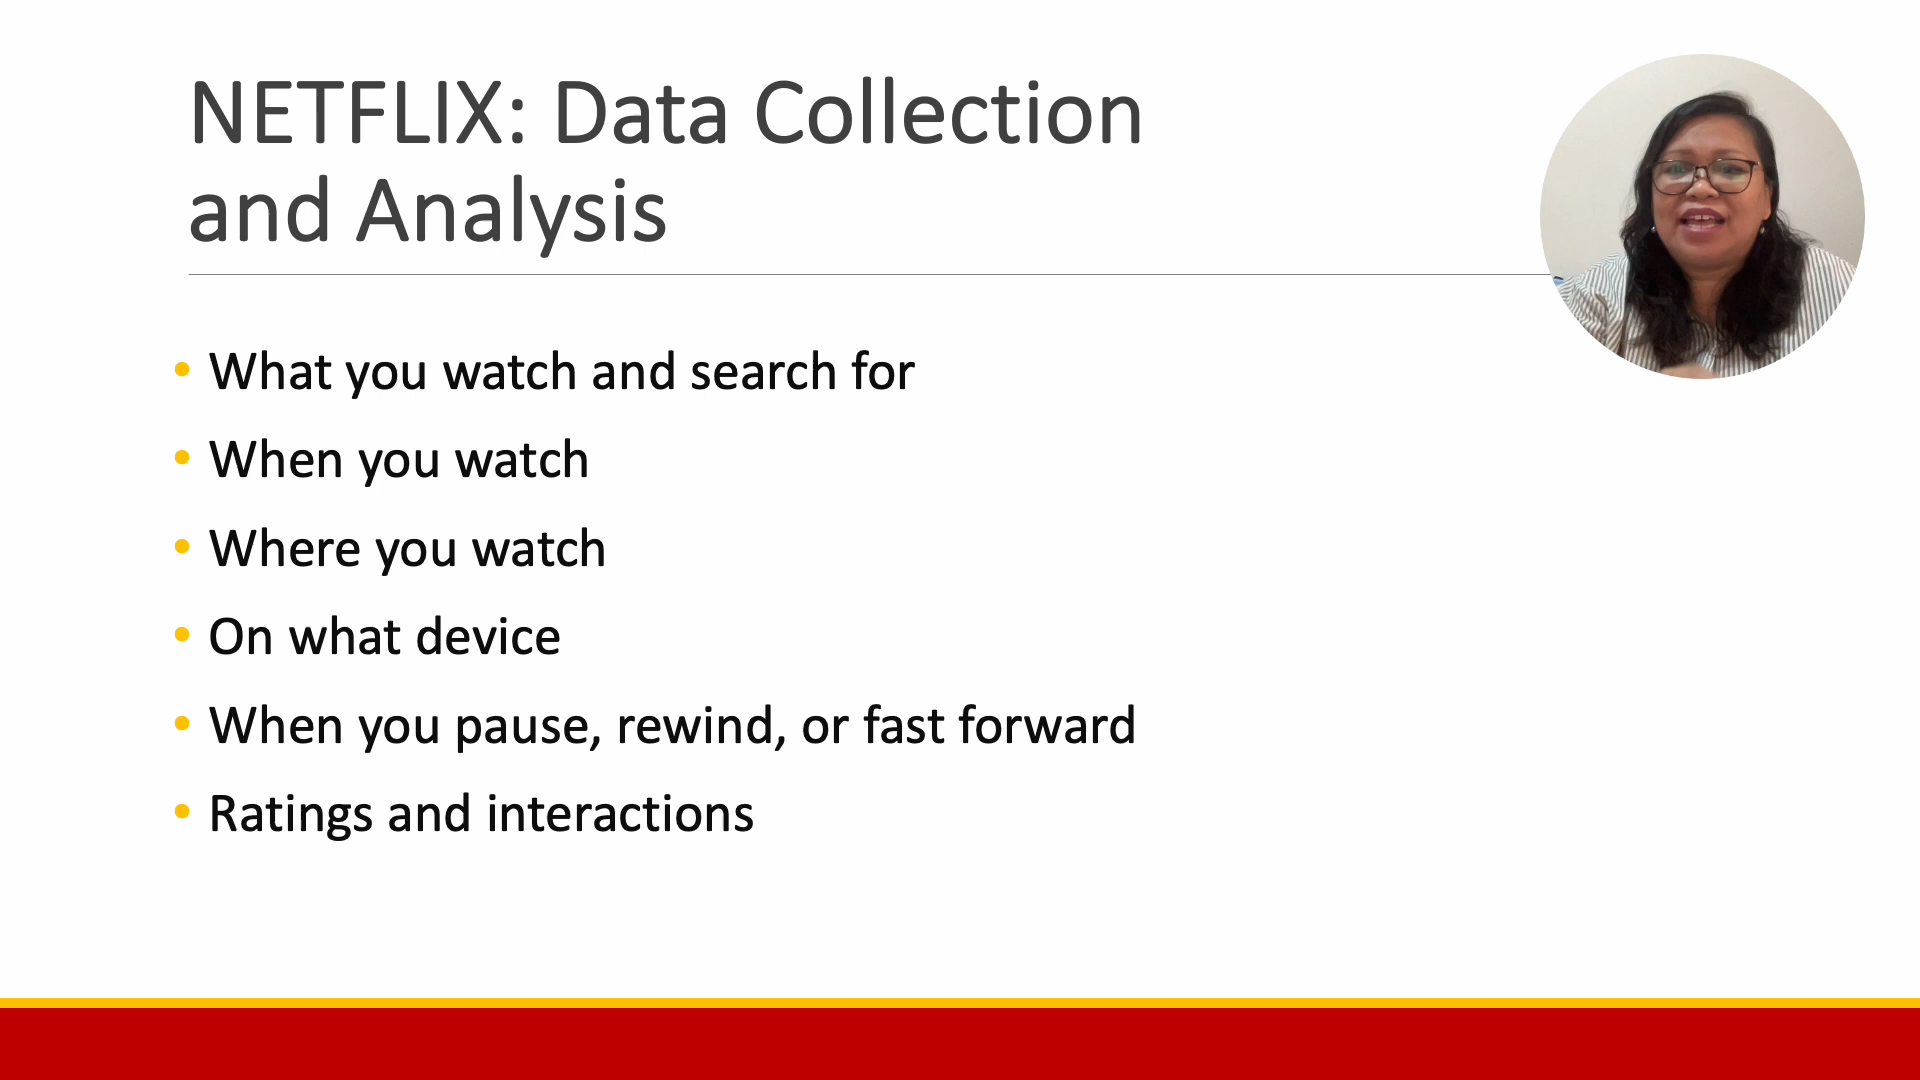 NETFLIX: Data Collection
and Analysis
• What you watch and search for
• When you watch
• Where you watch
• On what device
• When you pause, rewind, or fast forward
• Ratings and interactions